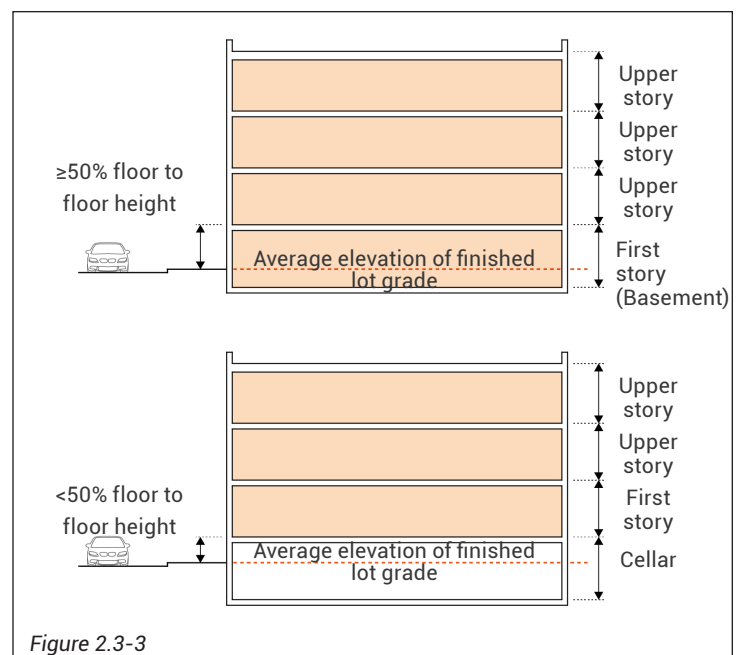 Upper
story
Upper
story
≥50% floor to
floor height
Upper
story
Average elevation of finished
lot grade
First
story
(Basement)
Upper
story
Upper
story
<50% floor to
floor height
First
story
Average elevation of finished
lot grade
Cellar
Figure 2.3-3